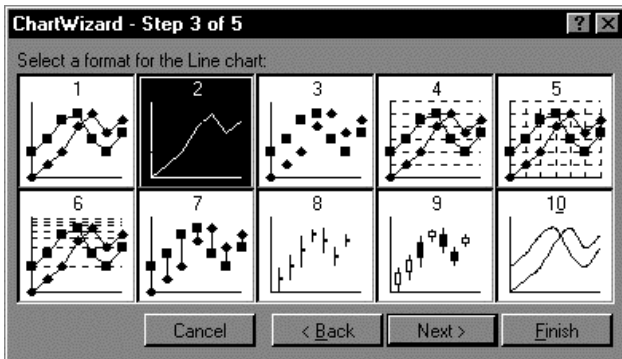 ChartWizard - Step 3 of 5
Select a format for the Line chart:
1 2 3 4 5
6 7 8 9 10
Cancel < Back Next > Finish